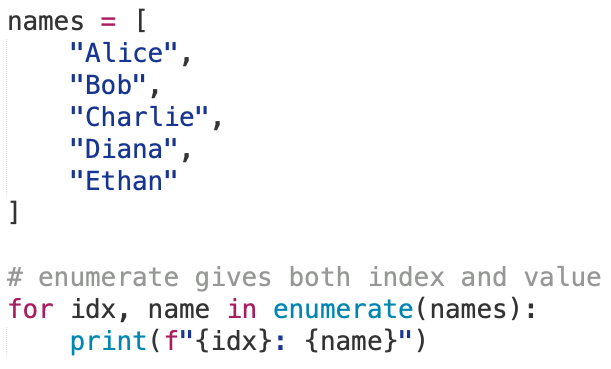 names = [
    "Alice",
    "Bob",
    "Charlie",
    "Diana",
    "Ethan"
]

# enumerate gives both index and value
for idx, name in enumerate(names):
    print(f"{idx}: {name}")